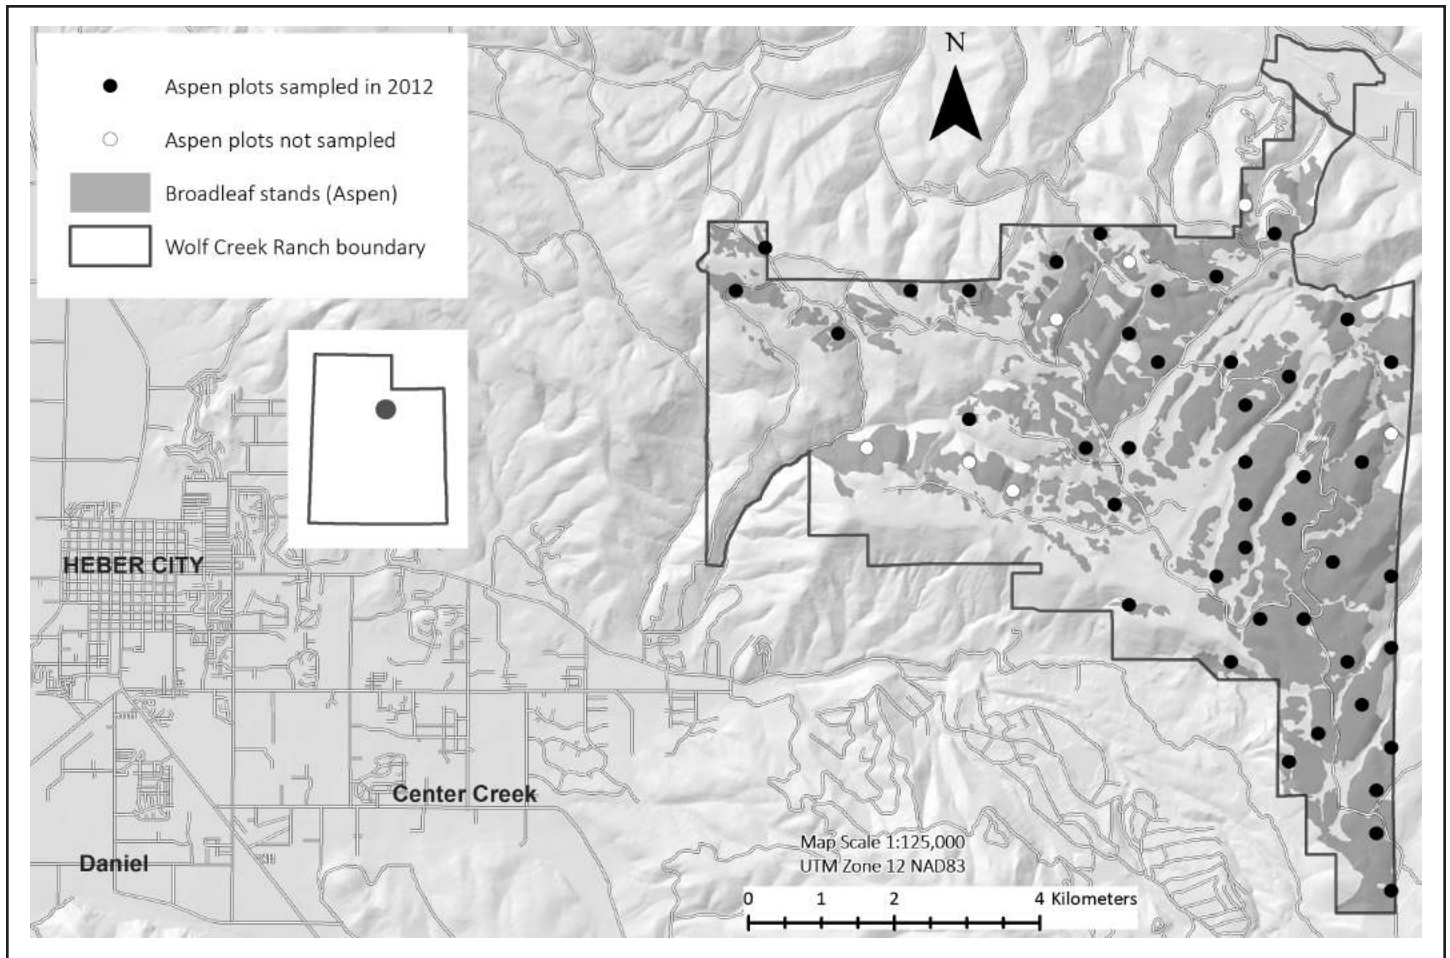 N
Aspen plots sampled in 2012
Aspen plots not sampled
Broadleaf stands (Aspen)
Wolf Creek Ranch boundary
HEBER CITY
Center Creek
Daniel
Map Scale 1:125,000
UTM Zone 12 NAD83
0 1 2 4 Kilometers